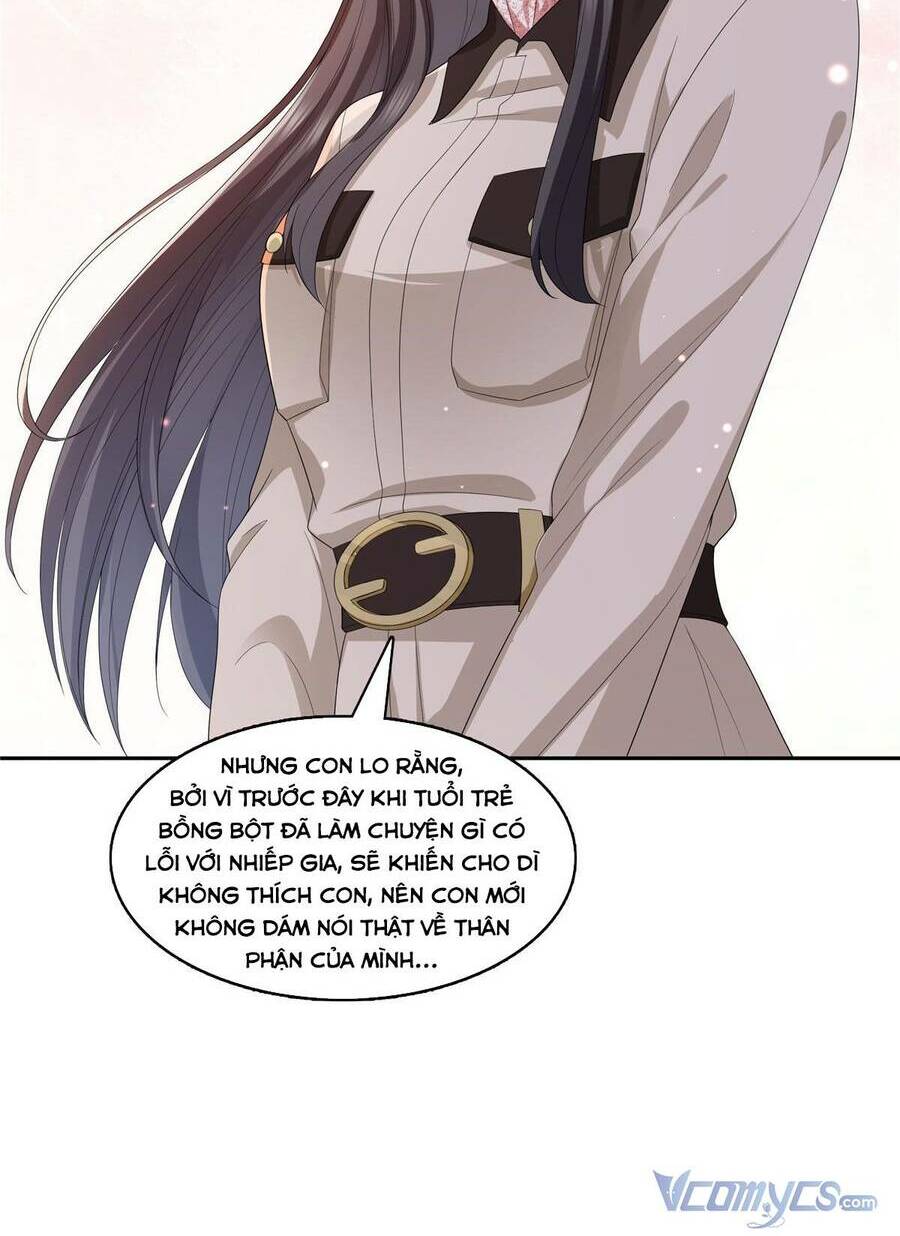 NHƯNG CON LO RẰNG,
BỞI VÌ TRƯỚC ĐÂY KHI TUỔI TRẺ
BỒNG BỘT ĐÃ LÀM CHUYỆN GÌ CÓ
LỖI VỚI NHIẾP GIA, SẼ KHIẾN CHO DÌ
KHÔNG THÍCH CON, NÊN CON MỚI
KHÔNG DÁM NÓI THẬT VỀ THÂN
PHẬN CỦA MÌNH...
VCOMYCS.com